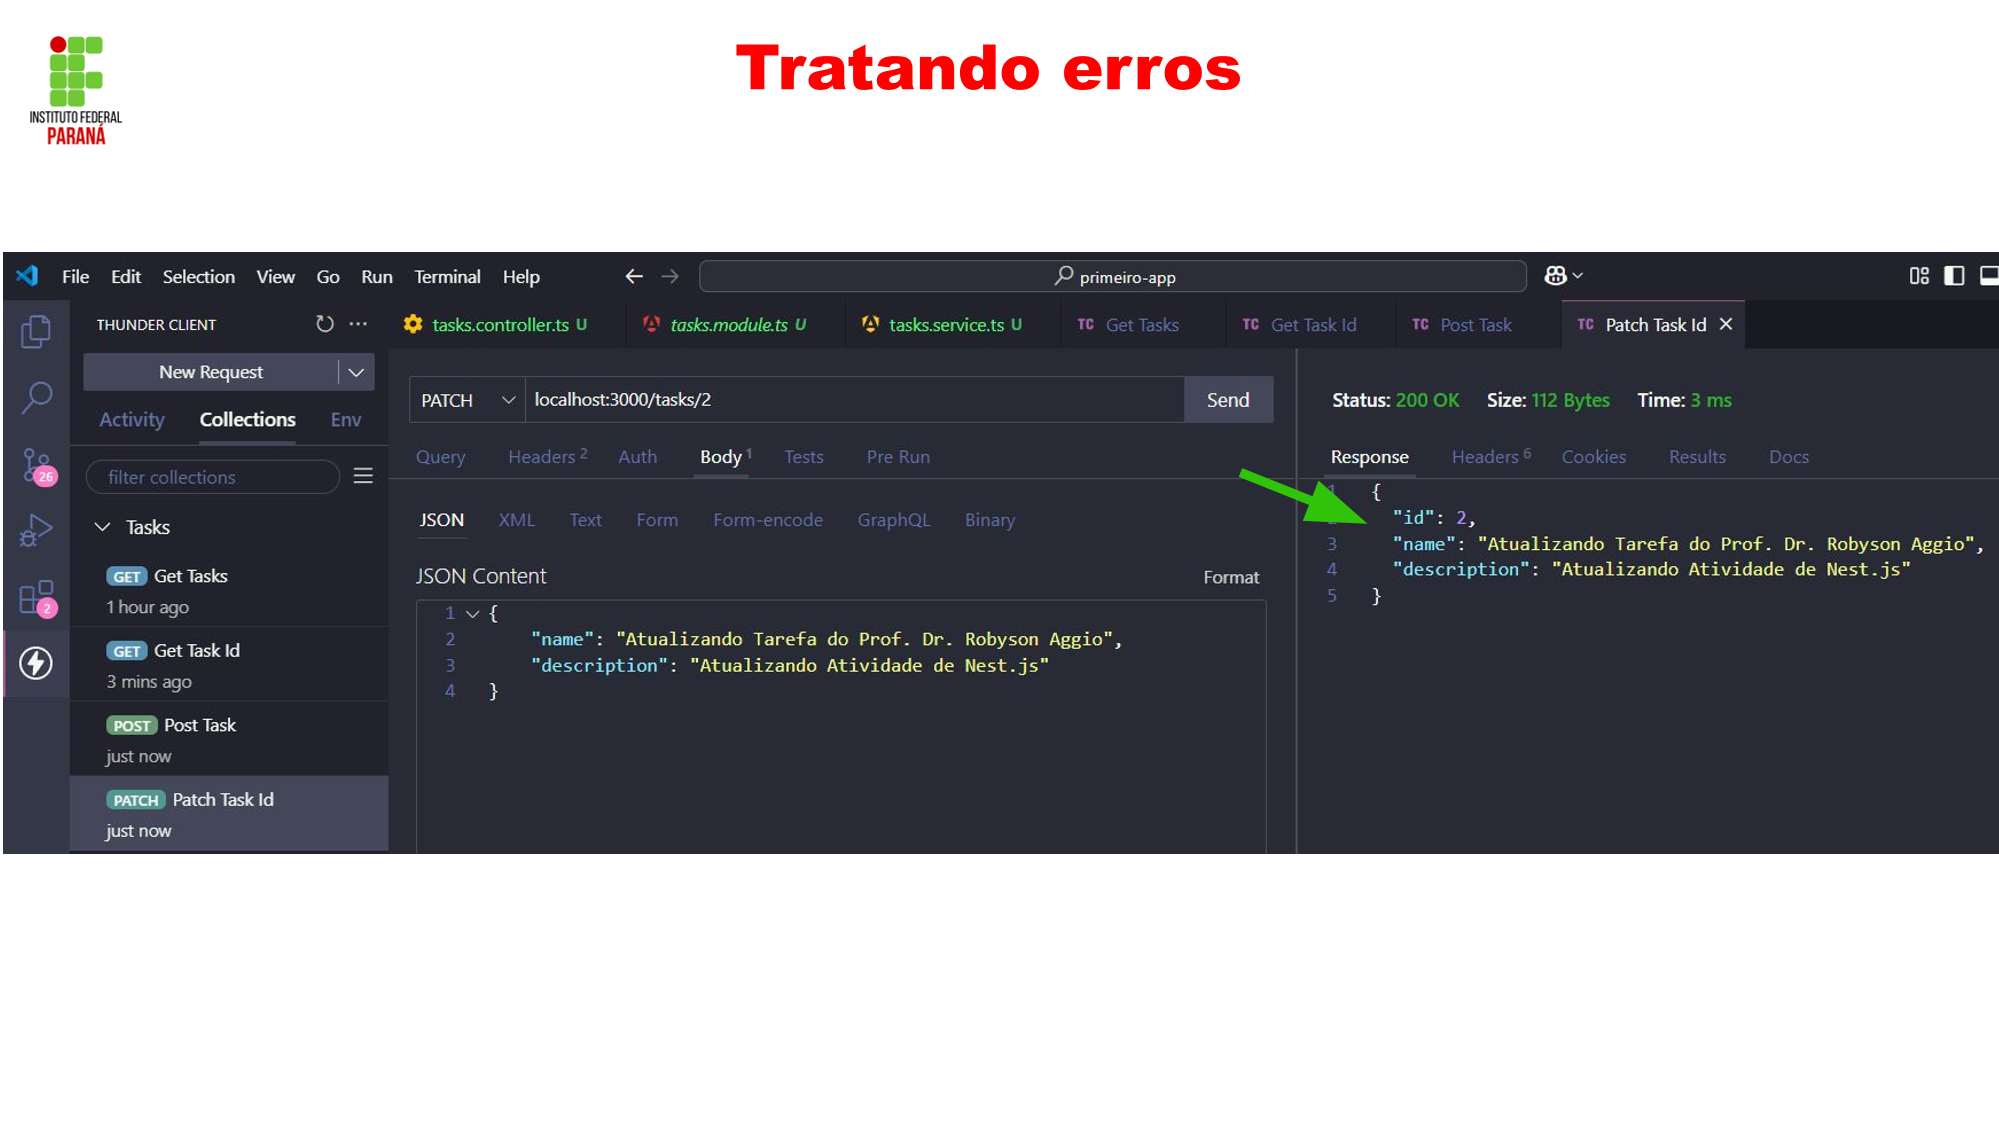 INSTITUTO FEDERAL
PARANÁ
Tratando erros
File Edit Selection View Go Run Terminal Help
primeiro-app
THUNDER CLIENT
tasks.controller.ts U
tasks.module.ts U
tasks.service.ts U
TC Get Tasks
TC Get Task Id
TC Post Task
TC Patch Task Id
New Request
Activity Collections Env
filter collections
26
2
Tasks
GET Get Tasks
1 hour ago
GET Get Task Id
3 mins ago
POST Post Task
just now
PATCH Patch Task Id
just now
PATCH localhost:3000/tasks/2 Send
Query Headers 2 Auth Body 1 Tests Pre Run
JSON XML Text Form Form-encode GraphQL Binary
JSON Content Format
1 {
2 "name": "Atualizando Tarefa do Prof. Dr. Robyson Aggio",
3 "description": "Atualizando Atividade de Nest.js"
4 }
Status: 200 OK Size: 112 Bytes Time: 3 ms
Response Headers 6 Cookies Results Docs
1 {
2 "id": 2,
3 "name": "Atualizando Tarefa do Prof. Dr. Robyson Aggio",
4 "description": "Atualizando Atividade de Nest.js"
5 }